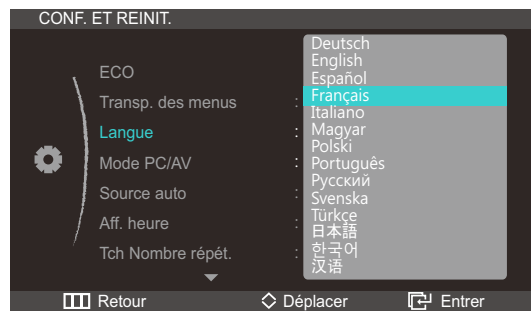 CONF. ET REINIT.
ECO
Transp. des menus :
Langue :
Mode PC/AV :
Source auto :
Aff. heure :
Tch Nombre répét. :
Deutsch
English
Español
Français
Italiano
Magyar
Polski
Português
Русский
Svenska
Türkçe
日本語
한국어
汉语
Retour Déplacer Entrer